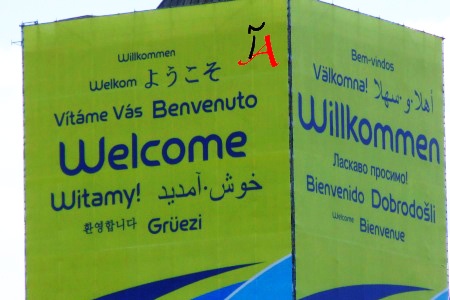 Willkommen
Welkom ようこそ
Vítáme Vás Benvenuto
Welcome
Witamy! خوش آمدید
환영합니다 Grüezi
Bem-vindos
Välkomna! أهلا و سهلا
Willkommen
Ласкаво просимо!
Bienvenido Dobrodošli
Welcome Bienvenue